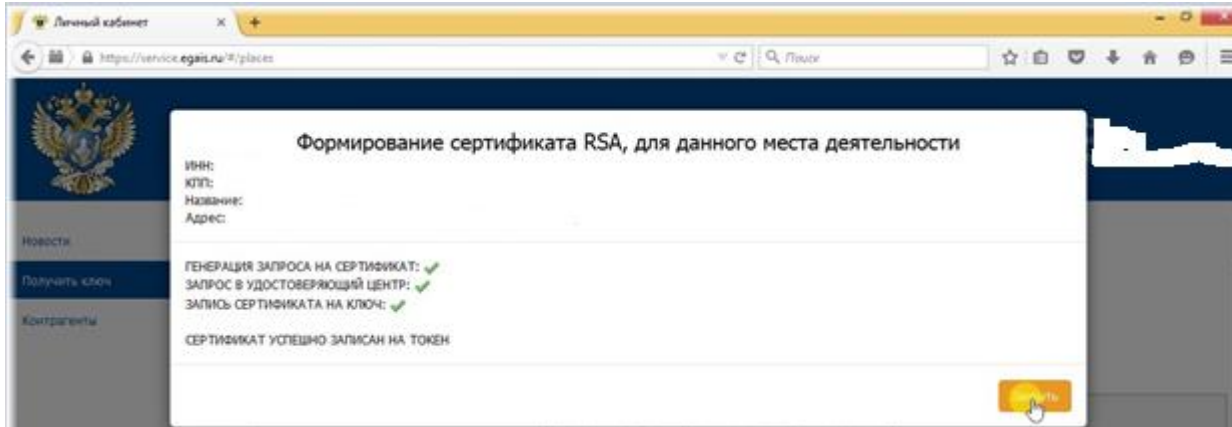 Личный кабинет
https://service.egais.ru/#/places
Поиск
Формирование сертификата RSA, для данного места деятельности
ИНН:
КПП:
Название:
Адрес:
Новости
Получить ключ
Контрагенты
ГЕНЕРАЦИЯ ЗАПРОСА НА СЕРТИФИКАТ:
ЗАПРОС В УДОСТОВЕРЯЮЩИЙ ЦЕНТР:
ЗАПИСЬ СЕРТИФИКАТА НА КЛЮЧ:
СЕРТИФИКАТ УСПЕШНО ЗАПИСАН НА ТОКЕН